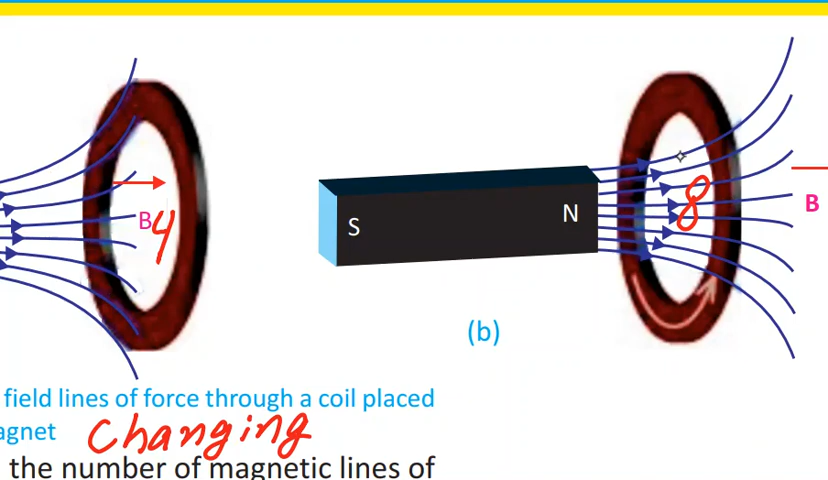 B 4
S N 8 B
(b)
field lines of force through a coil placed
agnet Changing
the number of magnetic lines of